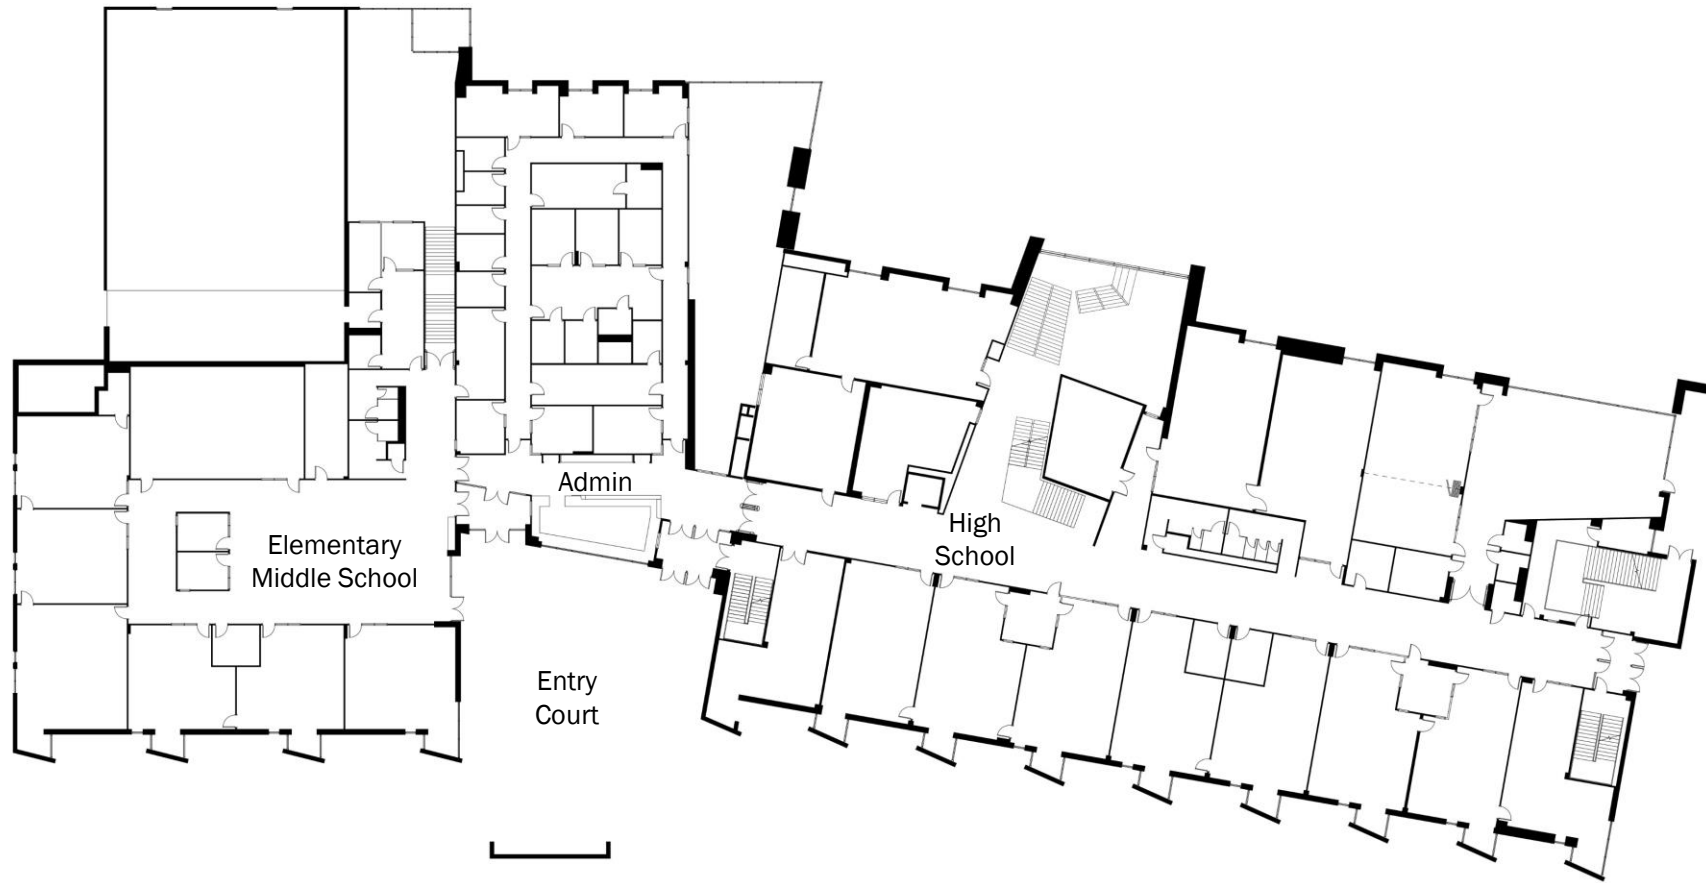 Admin
Elementary
Middle School
High
School
Entry
Court